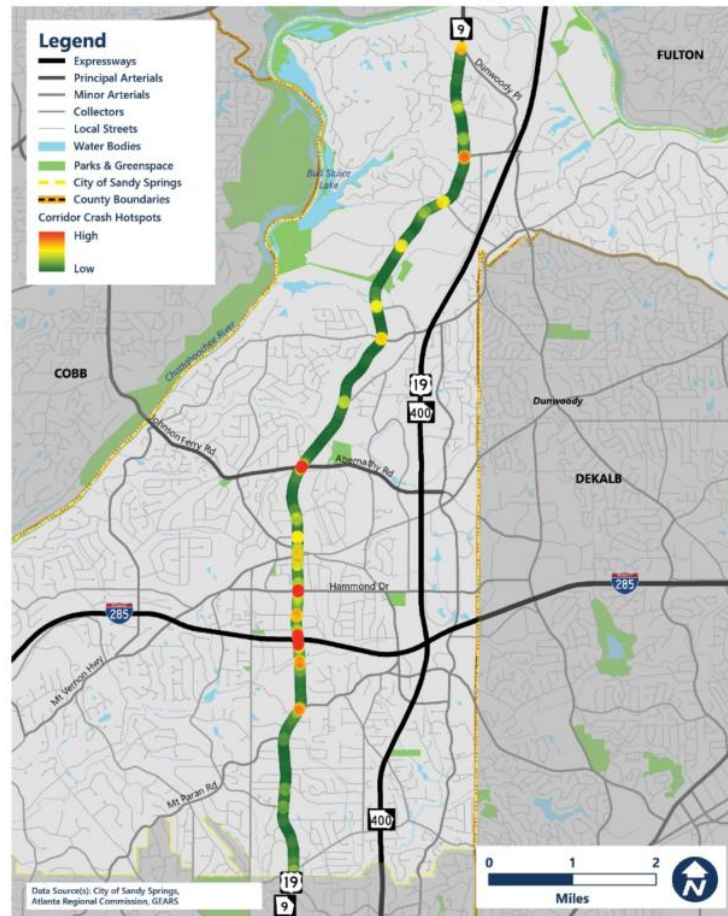 Legend
Expressways
Principal Arterials
Minor Arterials
Collectors
Local Streets
Water Bodies
Parks & Greenspace
City of Sandy Springs
County Boundaries
Corridor Crash Hotspots
High
Low
9
Dunwoody Pl
FULTON
Bull Sluice
Lake
Chattahoochee River
COBB
19
400
Dunwoody
Johnson Ferry Rd
Abernathy Rd
DEKALB
Hammond Dr
INTERSTATE
285
INTERSTATE
285
Mt Vernon Hwy
Mt Paran Rd
400
19
9
0 1 2
Miles
N
Data Source(s): City of Sandy Springs,
Atlanta Regional Commission, GEARS